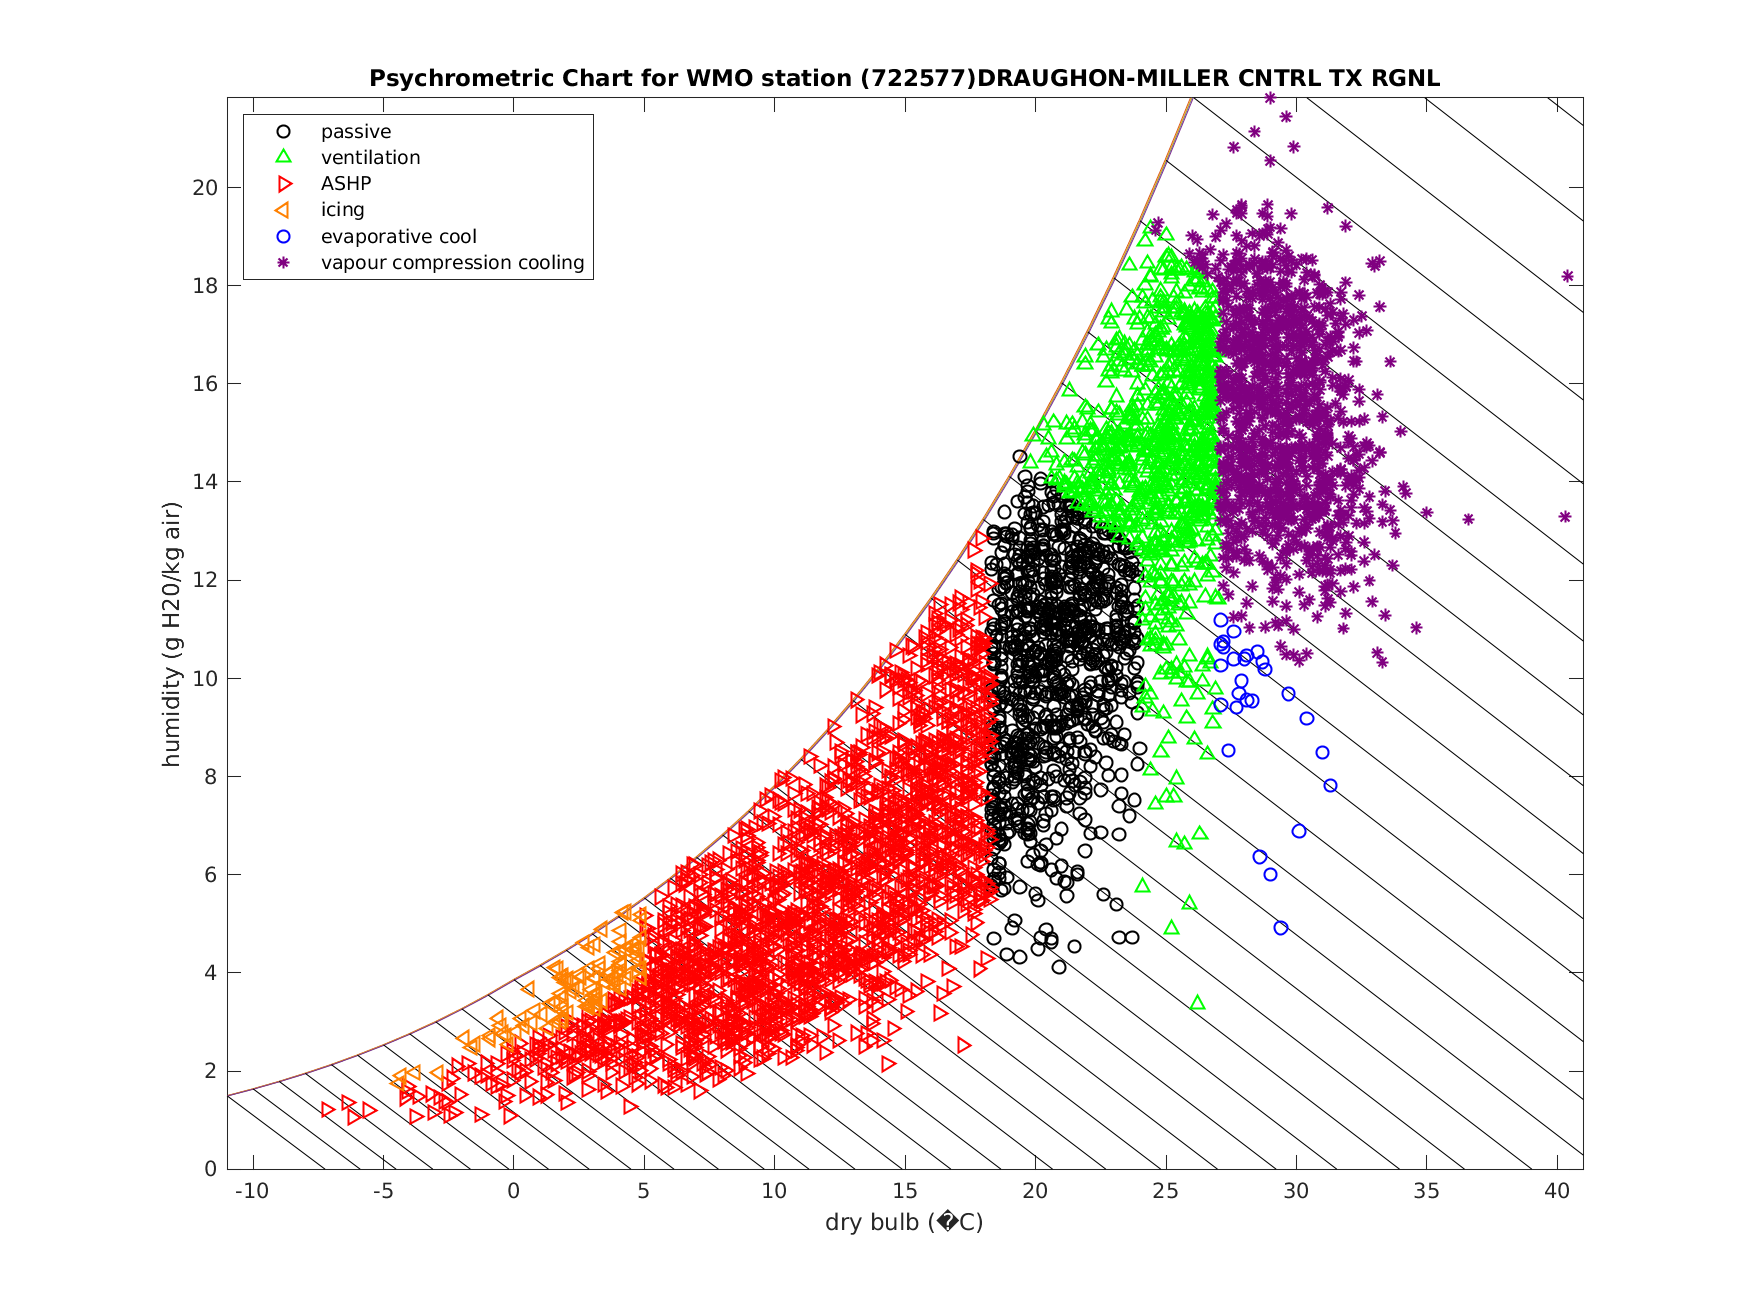 Psychrometric Chart for WMO station (722577)DRAUGHON-MILLER CNTRL TX RGNL
passive
ventilation
ASHP
icing
evaporative cool
vapour compression cooling
humidity (g H20/kg air)
20
18
16
14
12
10
8
6
4
2
0
-10 -5 0 5 10 15 20 25 30 35 40
dry bulb (�C)